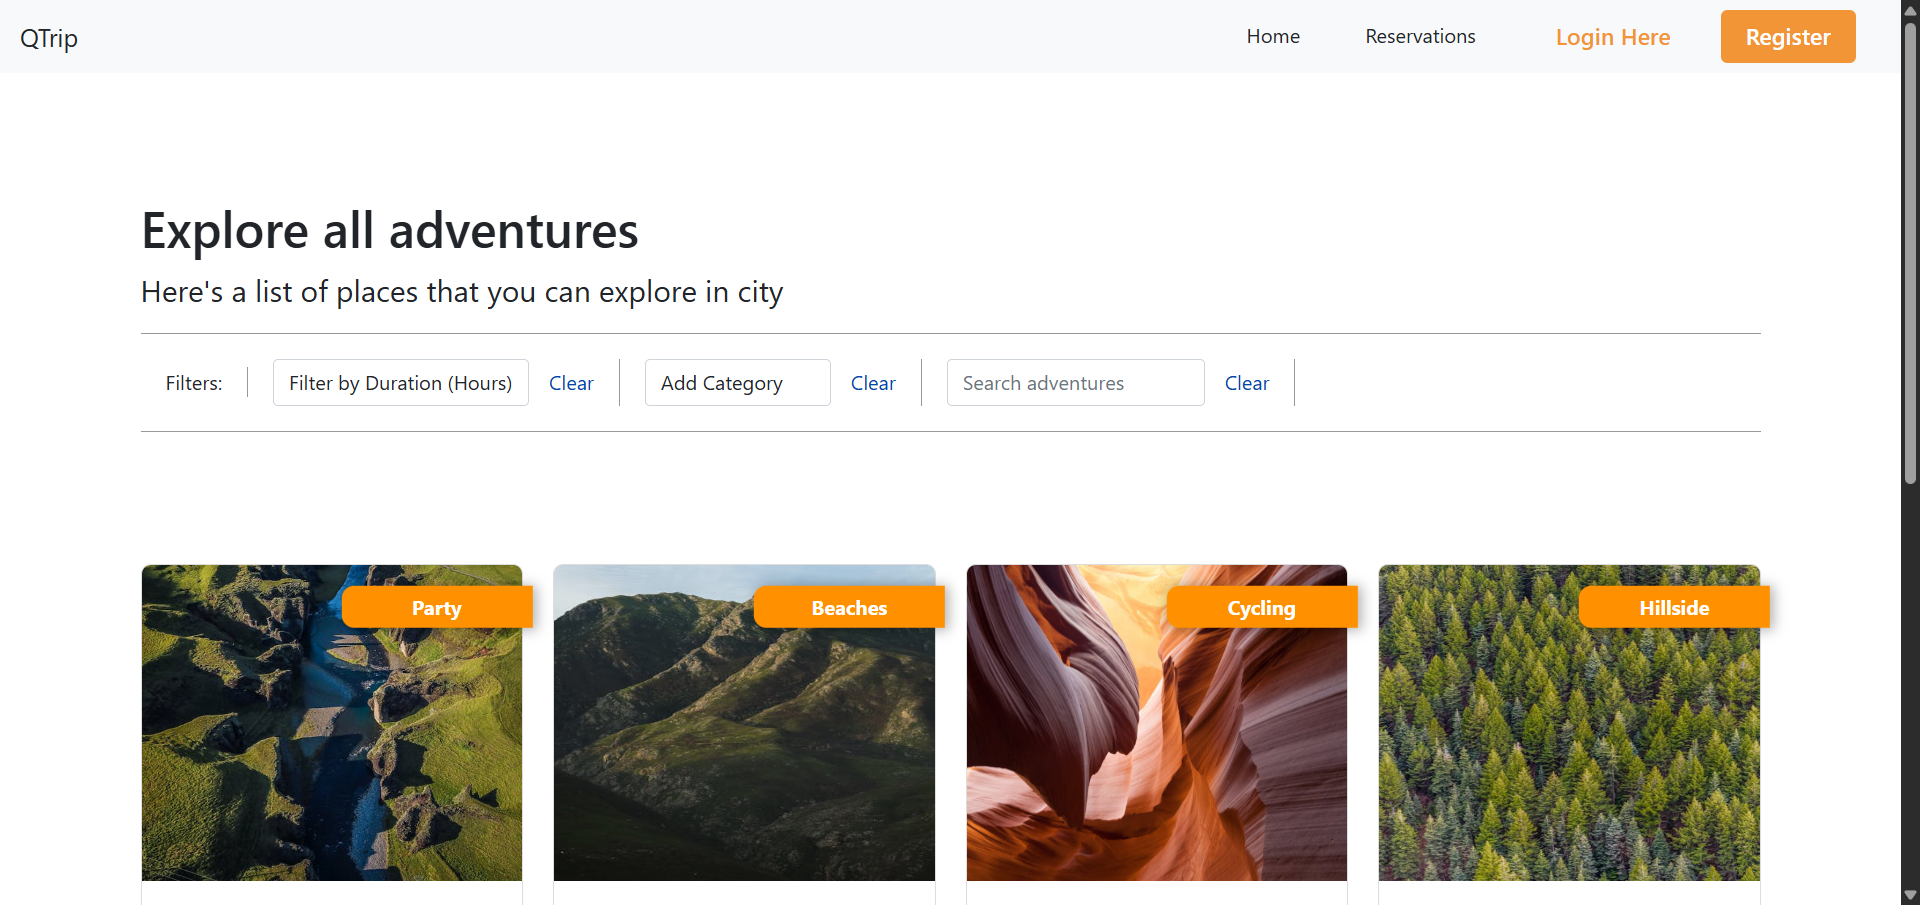 QTrip
Home Reservations Login Here Register
Explore all adventures
Here's a list of places that you can explore in city
Filters: Filter by Duration (Hours) Clear Add Category Clear Search adventures Clear
Party Beaches Cycling Hillside